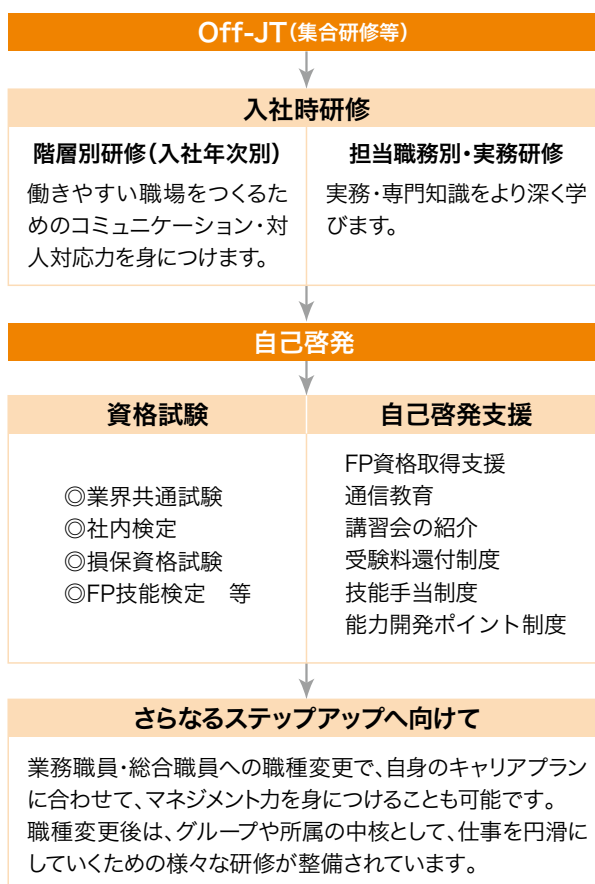 Off-JT(集合研修等)
入社時研修
階層別研修(入社年次別)
働きやすい職場をつくるた
めのコミュニケーション・対
人対応力を身につけます。
担当職務別・実務研修
実務・専門知識をより深く学
びます。
自己啓発
資格試験
◎業界共通試験
◎社内検定
◎損保資格試験
◎FP技能検定　等
自己啓発支援
FP資格取得支援
通信教育
講習会の紹介
受験料還付制度
技能手当制度
能力開発ポイント制度
さらなるステップアップへ向けて
業務職員・総合職員への職種変更で、自身のキャリアプラン
に合わせて、マネジメント力を身につけることも可能です。
職種変更後は、グループや所属の中核として、仕事を円滑に
していくための様々な研修が整備されています。